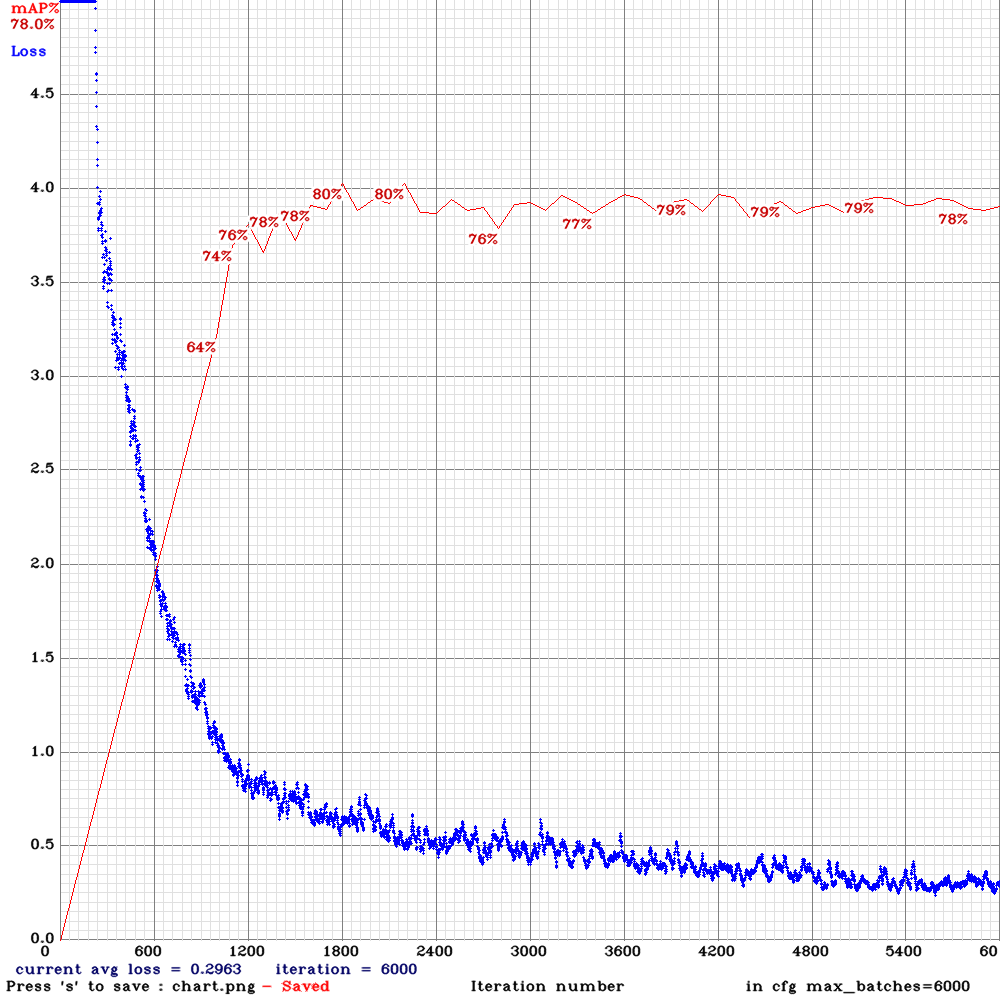 mAP%
78.0%
Loss
4.5
4.0
80% 80%
76% 78% 78% 76% 77% 79% 79% 79% 78%
74%
3.5
64%
3.0
2.5
2.0
1.5
1.0
0.5
0.0
0 600 1200 1800 2400 3000 3600 4200 4800 5400 60
current avg loss = 0.2963 iteration = 6000
Press 's' to save : chart.png - Saved Iteration number in cfg max_batches=6000